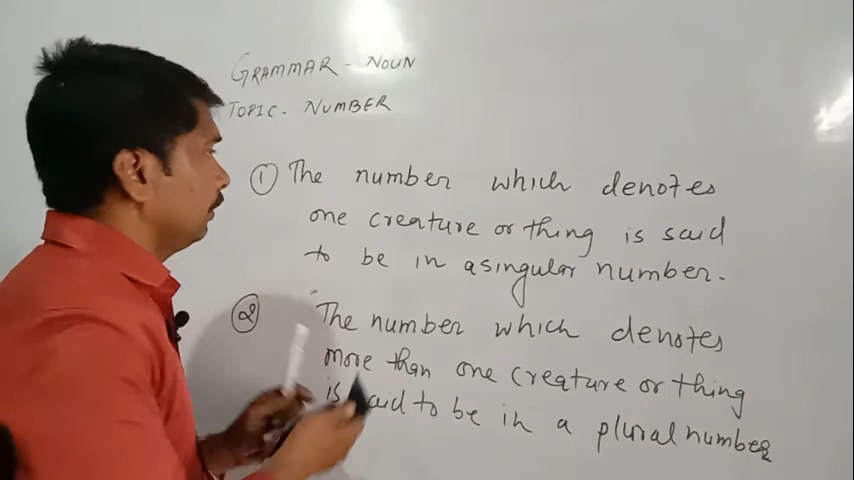 GRAMMAR - NOUN
TOPIC - NUMBER
① The number which denotes
one creature or thing is said
to be in a singular number.
② The number which denotes
more than one creature or thing
is said to be in a plural number